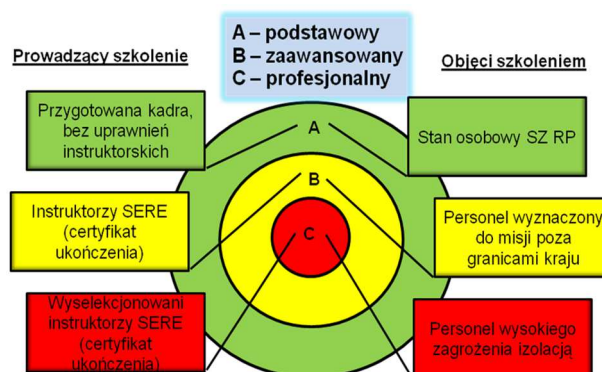 A – podstawowy
B – zaawansowany
C – profesjonalny
Prowadzący szkolenie
Objęci szkoleniem
Przygotowana kadra,
bez uprawnień
instruktorskich
A
Stan osobowy SZ RP
Instruktorzy SERE
(certyfikat
ukończenia)
B
Personel wyznaczony
do misji poza
granicami kraju
Wyselekcjonowani
instruktorzy SERE
(certyfikat
ukończenia)
C
Personel wysokiego
zagrożenia izolacją